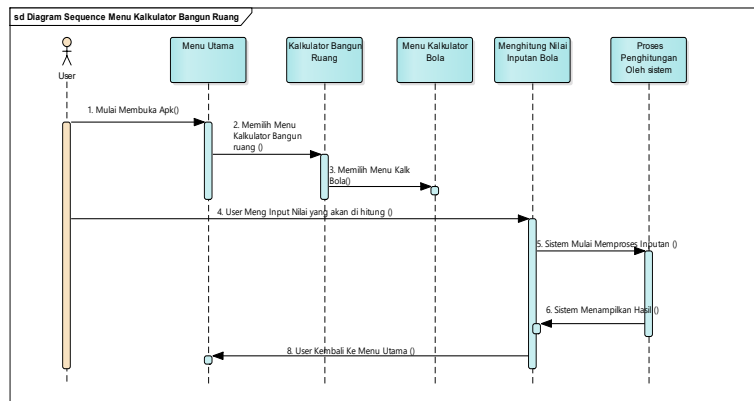 sd Diagram Sequence Menu Kalkulator Bangun Ruang
User
Menu Utama
Kalkulator Bangun
Ruang
Menu Kalkulator
Bola
Menghitung Nilai
Inputan Bola
Proses
Penghitungan
Oleh sistem
1. Mulai Membuka Apk()
2. Memilih Menu
Kalkulator Bangun
ruang ()
3. Memilih Menu Kalk
Bola()
4. User Meng Input Nilai yang akan di hitung ()
5. Sistem Mulai Memproses Inputan ()
6. Sistem Menampilkan Hasil ()
8. User Kembali Ke Menu Utama ()